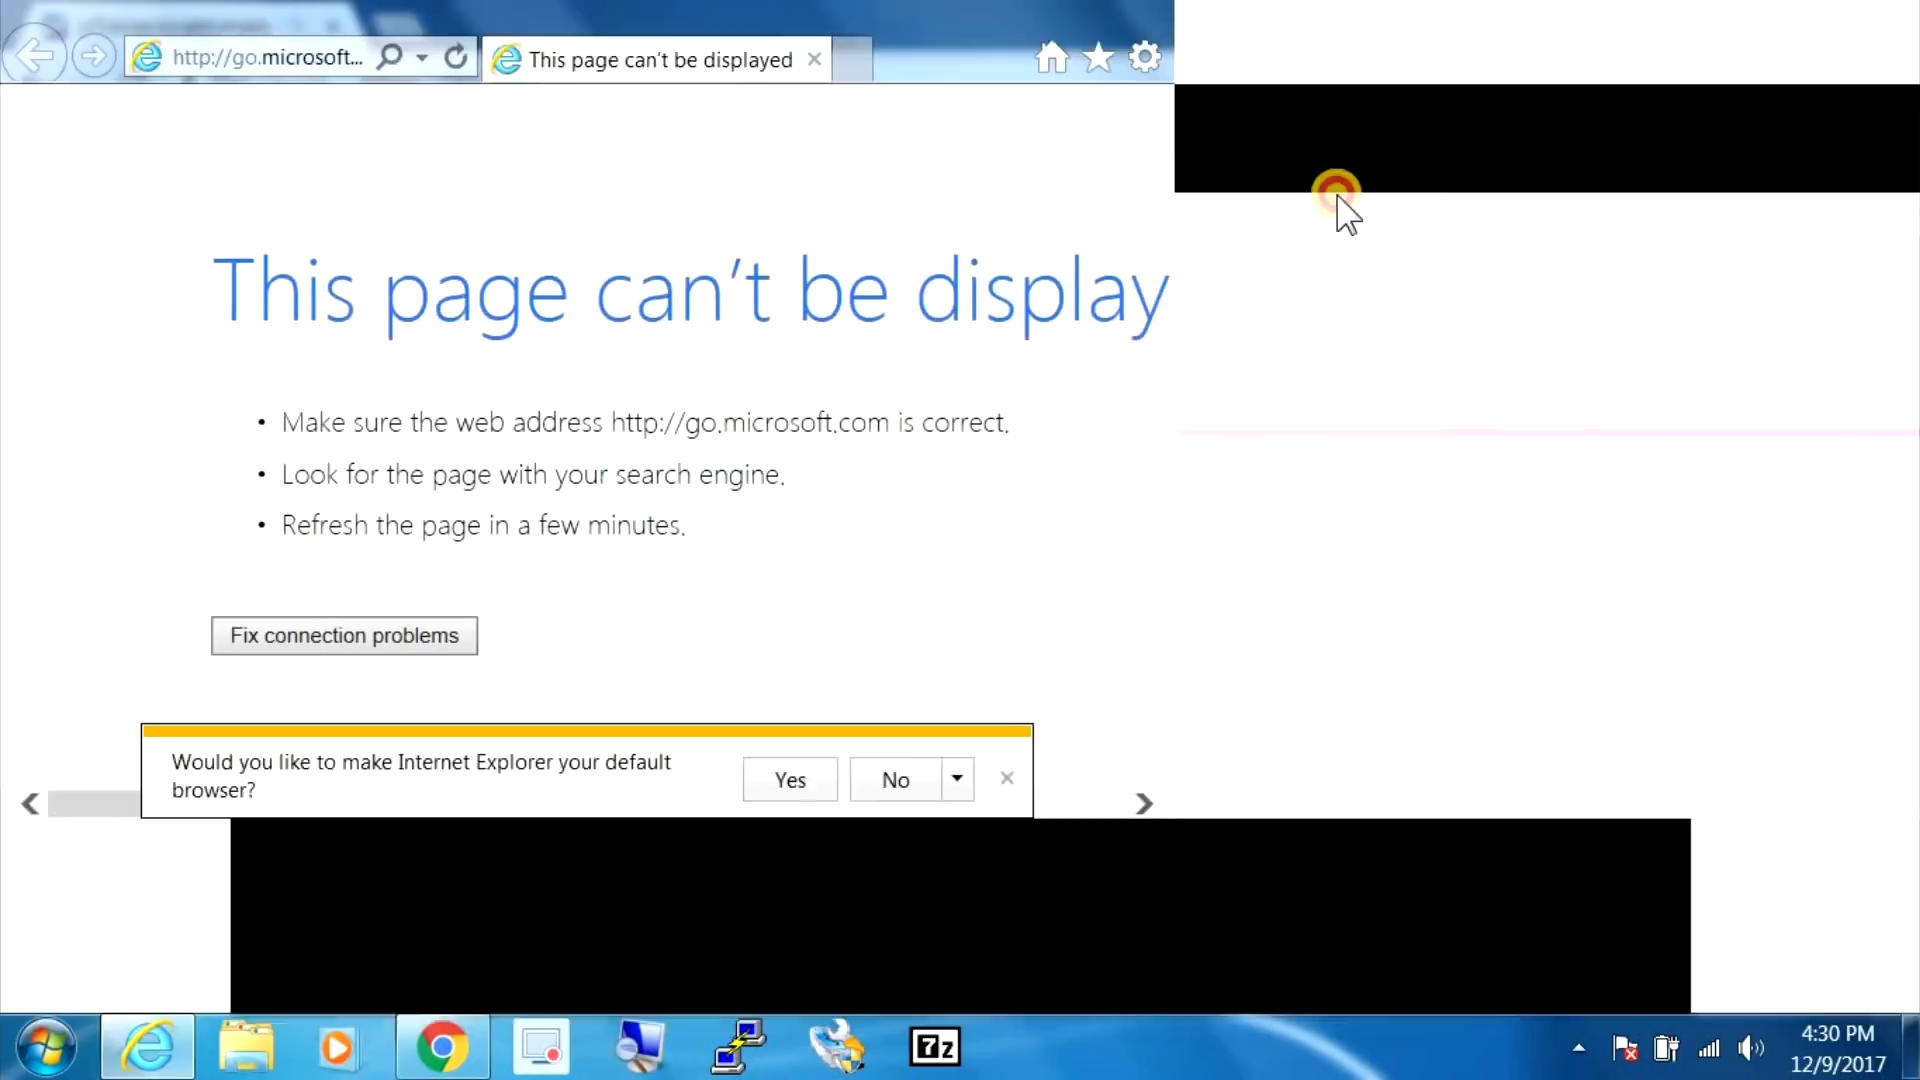 http://go.microsoft...
This page can't be displayed
This page can't be display
• Make sure the web address http://go.microsoft.com is correct.
• Look for the page with your search engine.
• Refresh the page in a few minutes.
Fix connection problems
Would you like to make Internet Explorer your default
browser?
Yes
No
7z
4:30 PM
12/9/2017